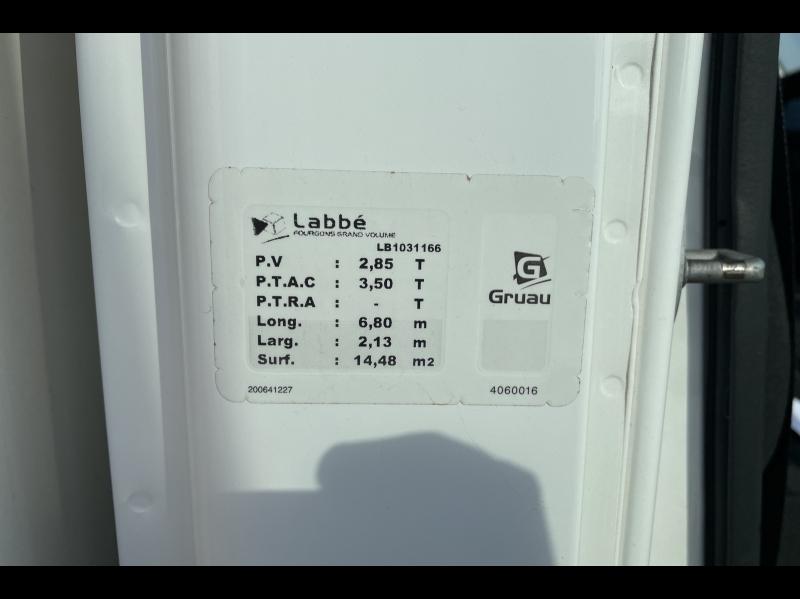 Labbé
FOURGONS GRAND VOLUME
LB1031166
P.V : 2,85 T
P.T.A.C : 3,50 T
P.T.R.A : - T
Long. : 6,80 m
Larg. : 2,13 m
Surf. : 14,48 m2
200641227
G
Gruau
4060016